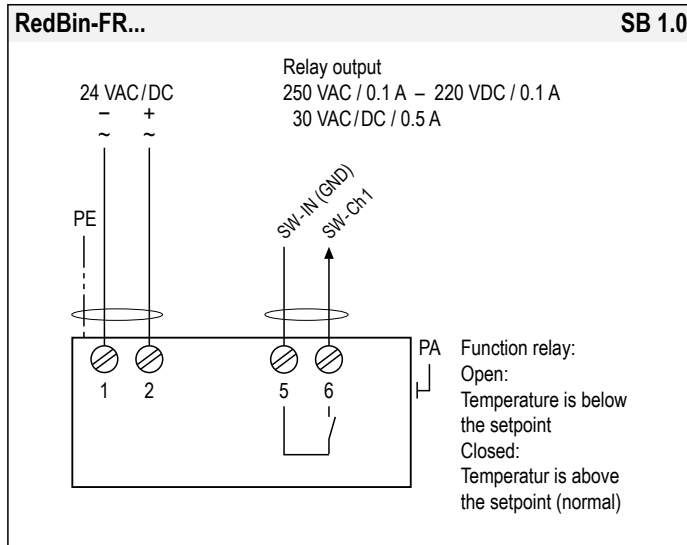 RedBin-FR... SB 1.0
Relay output
24 VAC/DC 250 VAC / 0.1 A – 220 VDC / 0.1 A
– + 30 VAC/DC / 0.5 A
~ ~
SW-IN (GND)
SW-Ch1
PE
PA Function relay:
Open:
1 2 5 6
Temperature is below
the setpoint
Closed:
Temperatur is above
the setpoint (normal)